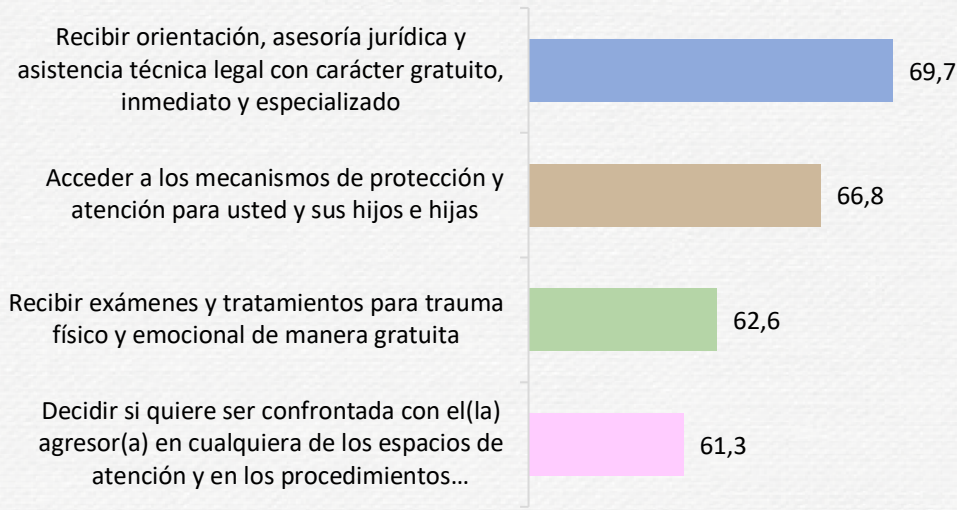 Recibir orientación, asesoría jurídica y
asistencia técnica legal con carácter gratuito,
inmediato y especializado
69,7
Acceder a los mecanismos de protección y
atención para usted y sus hijos e hijas
66,8
Recibir exámenes y tratamientos para trauma
físico y emocional de manera gratuita
62,6
Decidir si quiere ser confrontada con el(la)
agresor(a) en cualquiera de los espacios de
atención y en los procedimientos…
61,3